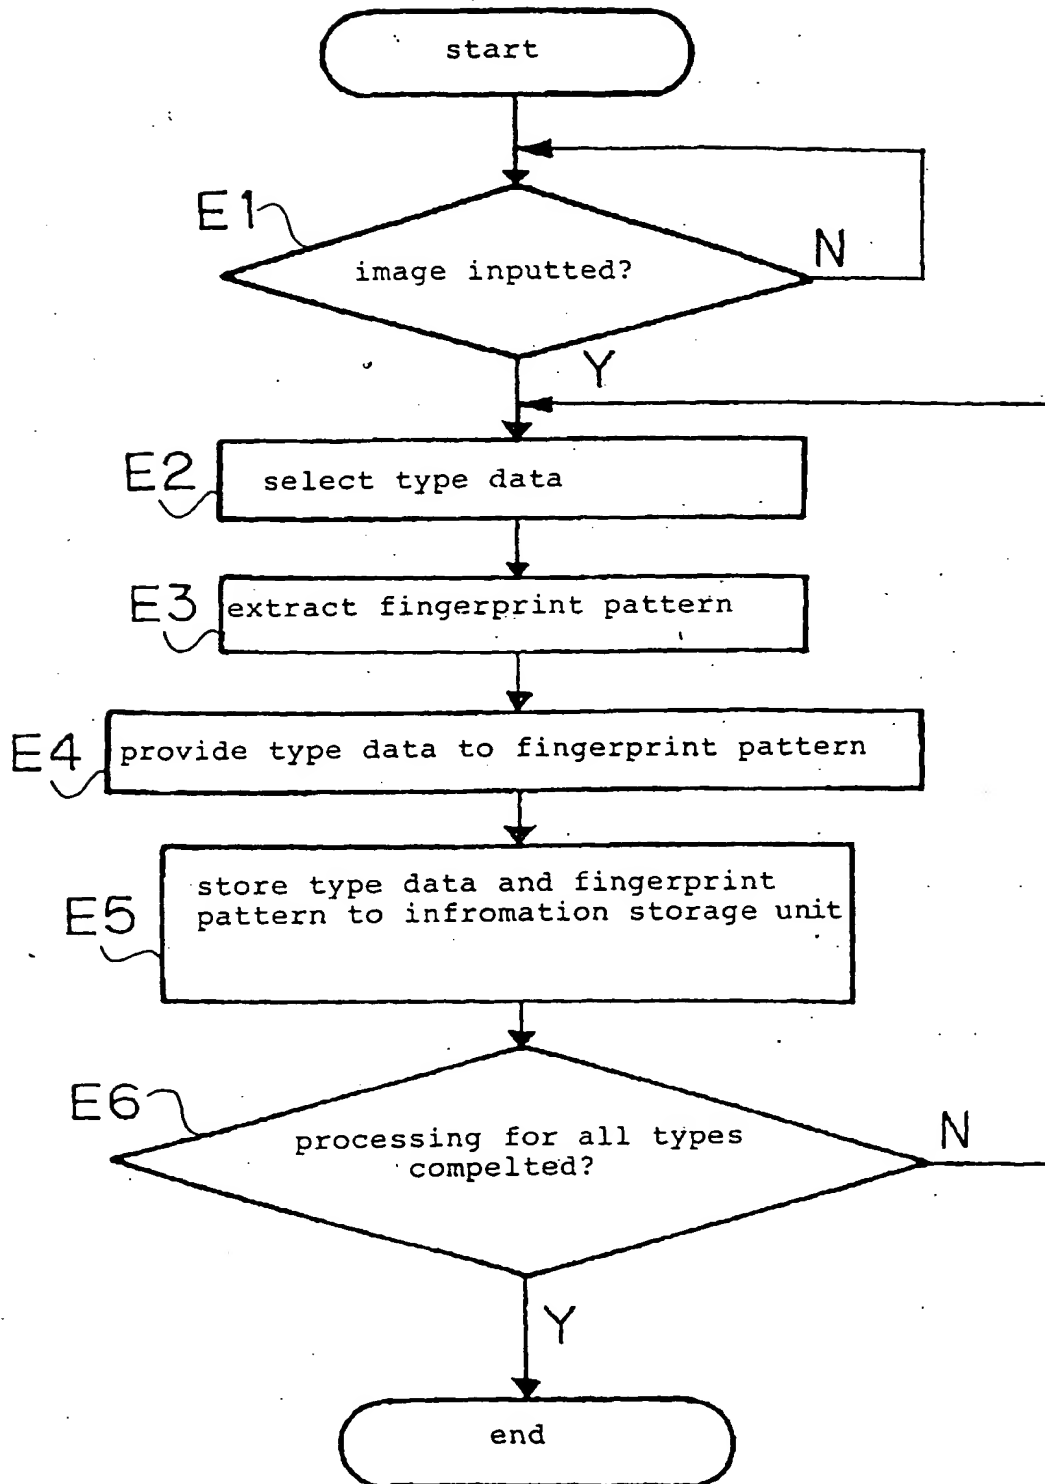 start
E1
image inputted?
N
Y
E2
select type data
E3
extract fingerprint pattern
E4
provide type data to fingerprint pattern
E5
store type data and fingerprint
pattern to infromation storage unit
E6
processing for all types
compelted?
N
Y
end